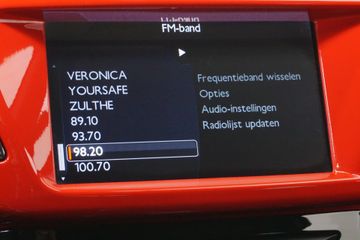 FM-band
VERONICA
YOURSAFE
ZULTHE
89.10
93.70
98.20
100.70
Frequentieband wisselen
Opties
Audio-instellingen
Radiolijst updaten